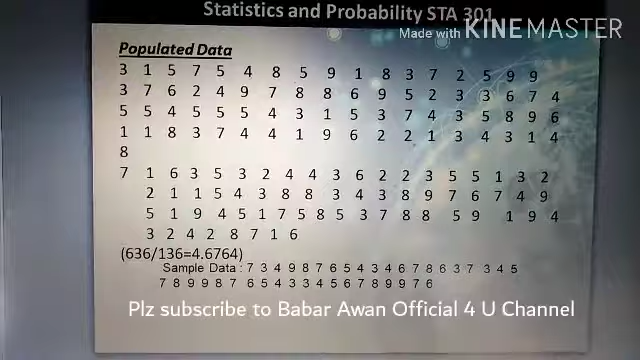 Statistics and Probability STA 301
Made with KINEMASTER
Populated Data
3 1 5 7 5 4 8 5 9 1 8 3 7 2 5 9 9
3 7 6 2 4 9 7 8 8 6 9 5 2 3 3 6 7 4
5 5 4 5 5 5 4 3 1 5 3 7 4 3 5 8 9 6
1 1 8 3 7 4 4 1 9 6 2 2 1 3 4 3 1 4
8
7 1 6 3 5 3 2 4 4 3 6 2 2 3 5 5 1 3 2
2 1 1 5 4 3 8 8 3 4 3 8 9 7 6 7 4 9
5 1 9 4 5 1 7 5 8 5 3 7 8 8 5 9 1 9 4
3 2 4 2 8 7 1 6
(636/136=4.6764)
Sample Data : 7 3 4 9 8 7 6 5 4 3 4 6 7 8 6 3 7 3 4 5
7 8 9 9 8 7 6 5 4 3 3 4 5 6 7 8 9 9 7 6
Plz subscribe to Babar Awan Official 4 U Channel